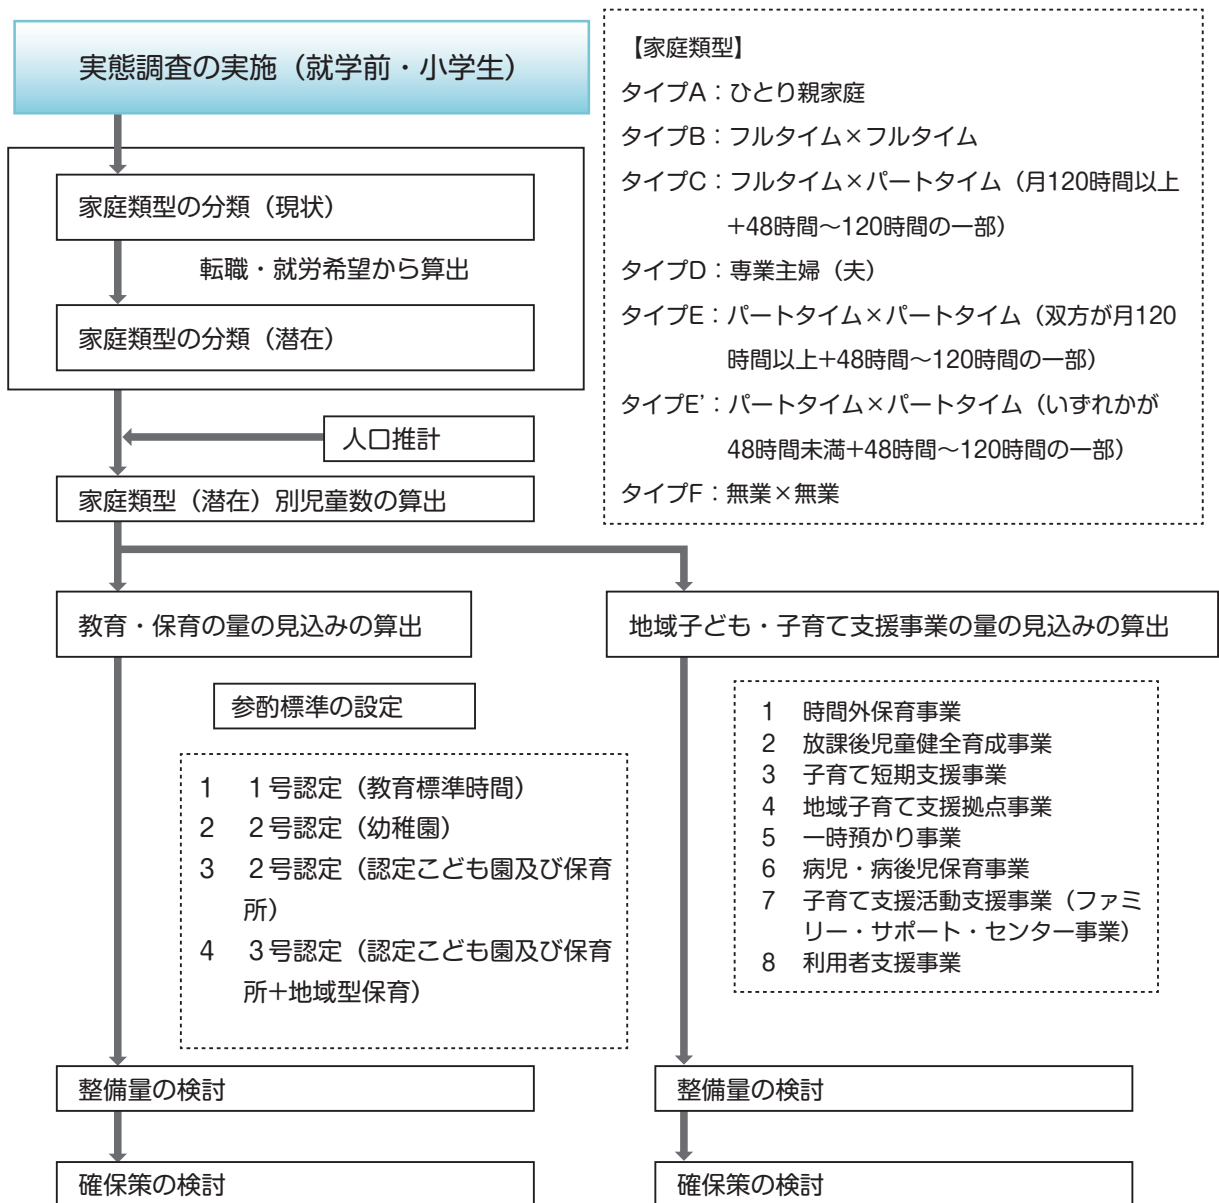 実態調査の実施（就学前・小学生）
家庭類型の分類（現状）
転職・就労希望から算出
家庭類型の分類（潜在）
人口推計
家庭類型（潜在）別児童数の算出
【家庭類型】
タイプA：ひとり親家庭
タイプB：フルタイム×フルタイム
タイプC：フルタイム×パートタイム（月120時間以上
+48時間～120時間の一部）
タイプD：専業主婦（夫）
タイプE：パートタイム×パートタイム（双方が月120
時間以上+48時間～120時間の一部）
タイプE’：パートタイム×パートタイム（いずれかが
48時間未満+48時間～120時間の一部）
タイプF：無業×無業
教育・保育の量の見込みの算出
参酌標準の設定
1　１号認定（教育標準時間）
2　２号認定（幼稚園）
3　２号認定（認定こども園及び保育
所）
4　３号認定（認定こども園及び保育
所+地域型保育）
整備量の検討
確保策の検討
地域子ども・子育て支援事業の量の見込みの算出
1　時間外保育事業
2　放課後児童健全育成事業
3　子育て短期支援事業
4　地域子育て支援拠点事業
5　一時預かり事業
6　病児・病後児保育事業
7　子育て支援活動支援事業（ファミ
リー・サポート・センター事業）
8　利用者支援事業
整備量の検討
確保策の検討